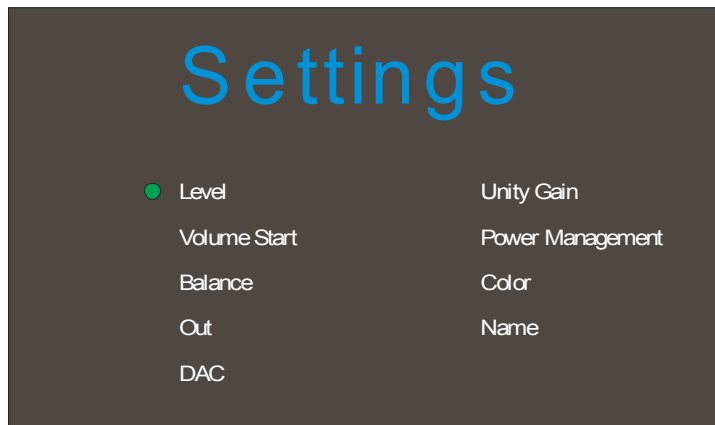 Settings
Level
Volume Start
Balance
Out
DAC
Unity Gain
Power Management
Color
Name